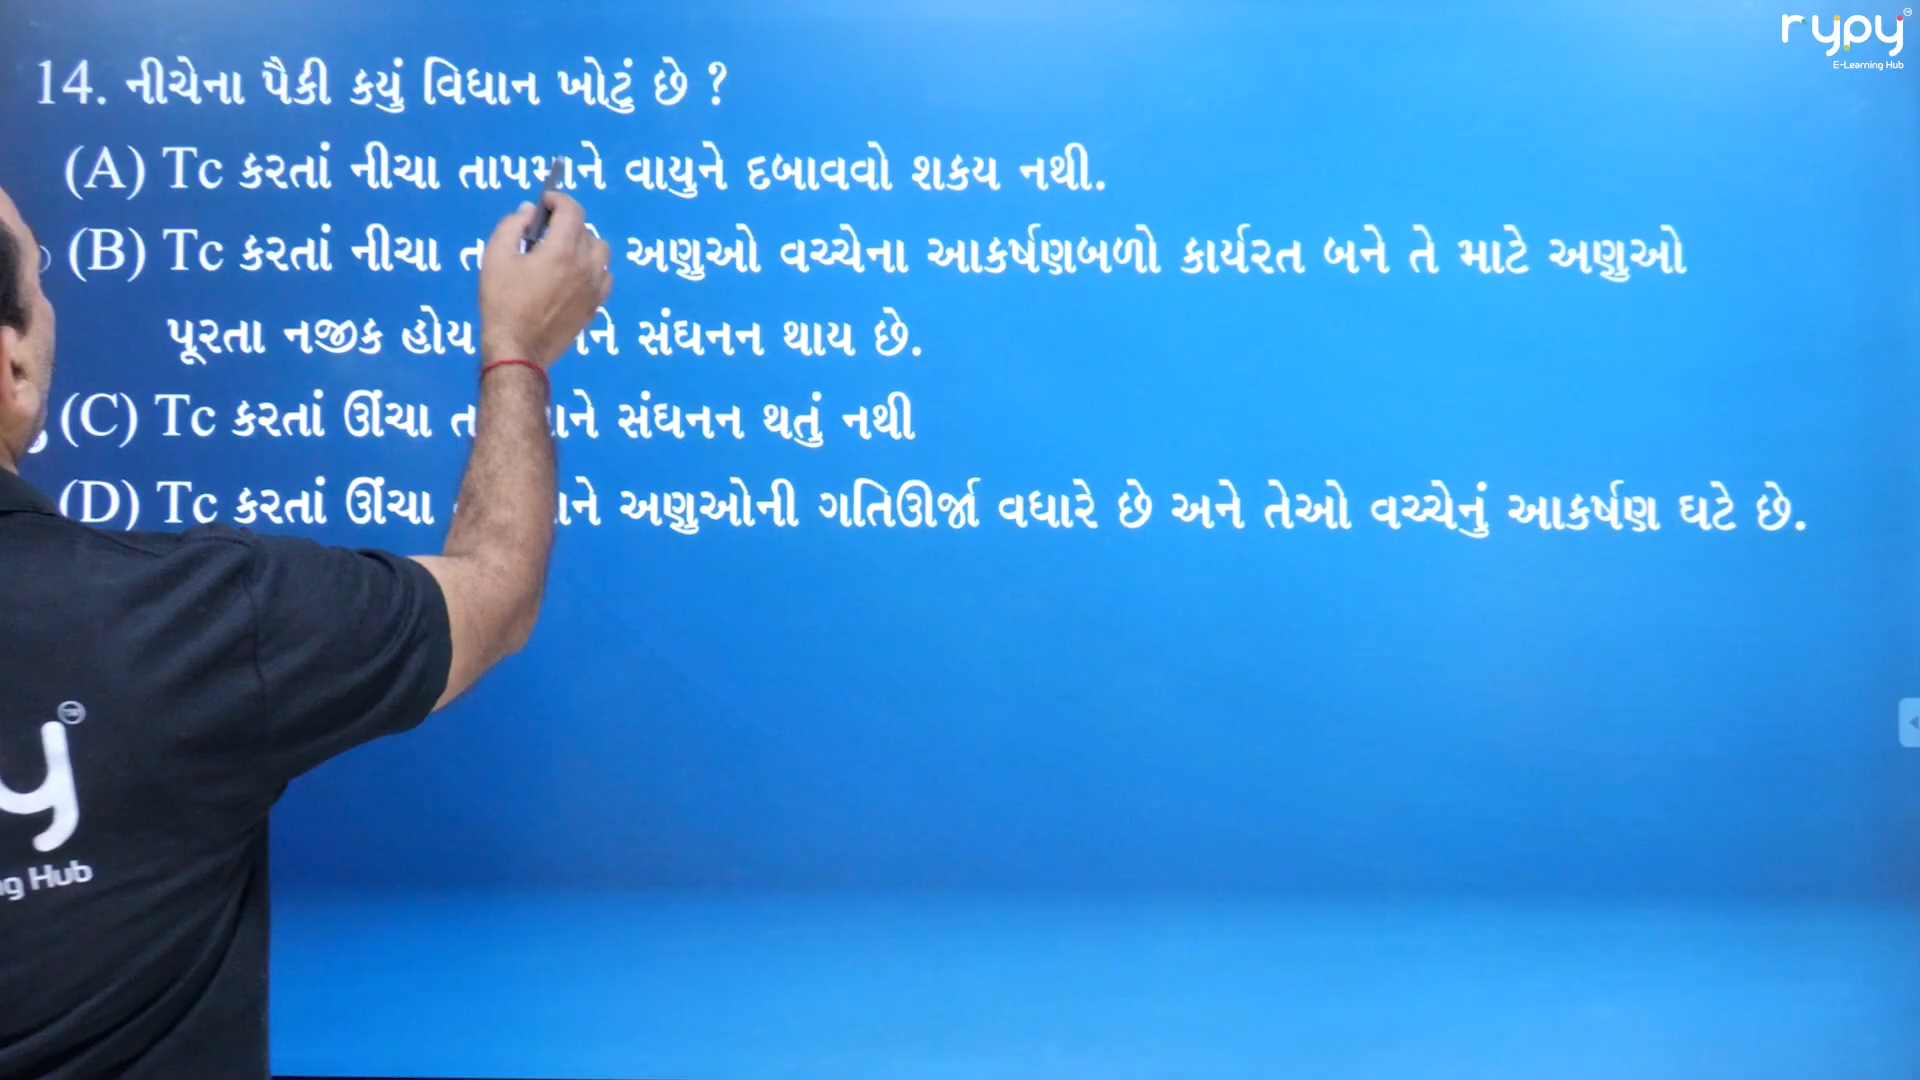 rypy
E-Learning Hub
14. નીચેના પૈકી કયું વિધાન ખોટું છે ?
(A) Tc કરતાં નીચા તાપમાને વાયુને દબાવવો શકય નથી.
(B) Tc કરતાં નીચા અણુઓ વચ્ચેના આકર્ષણબળો કાર્યરત બને તે માટે અણુઓ
પૂરતા નજીક હોય સંઘનન થાય છે.
(C) Tc કરતાં ઊંચા સંઘનન થતું નથી
(D) Tc કરતાં ઊંચા અણુઓની ગતિઊર્જા વધારે છે અને તેઓ વચ્ચેનું આકર્ષણ ઘટે છે.
y
Hub